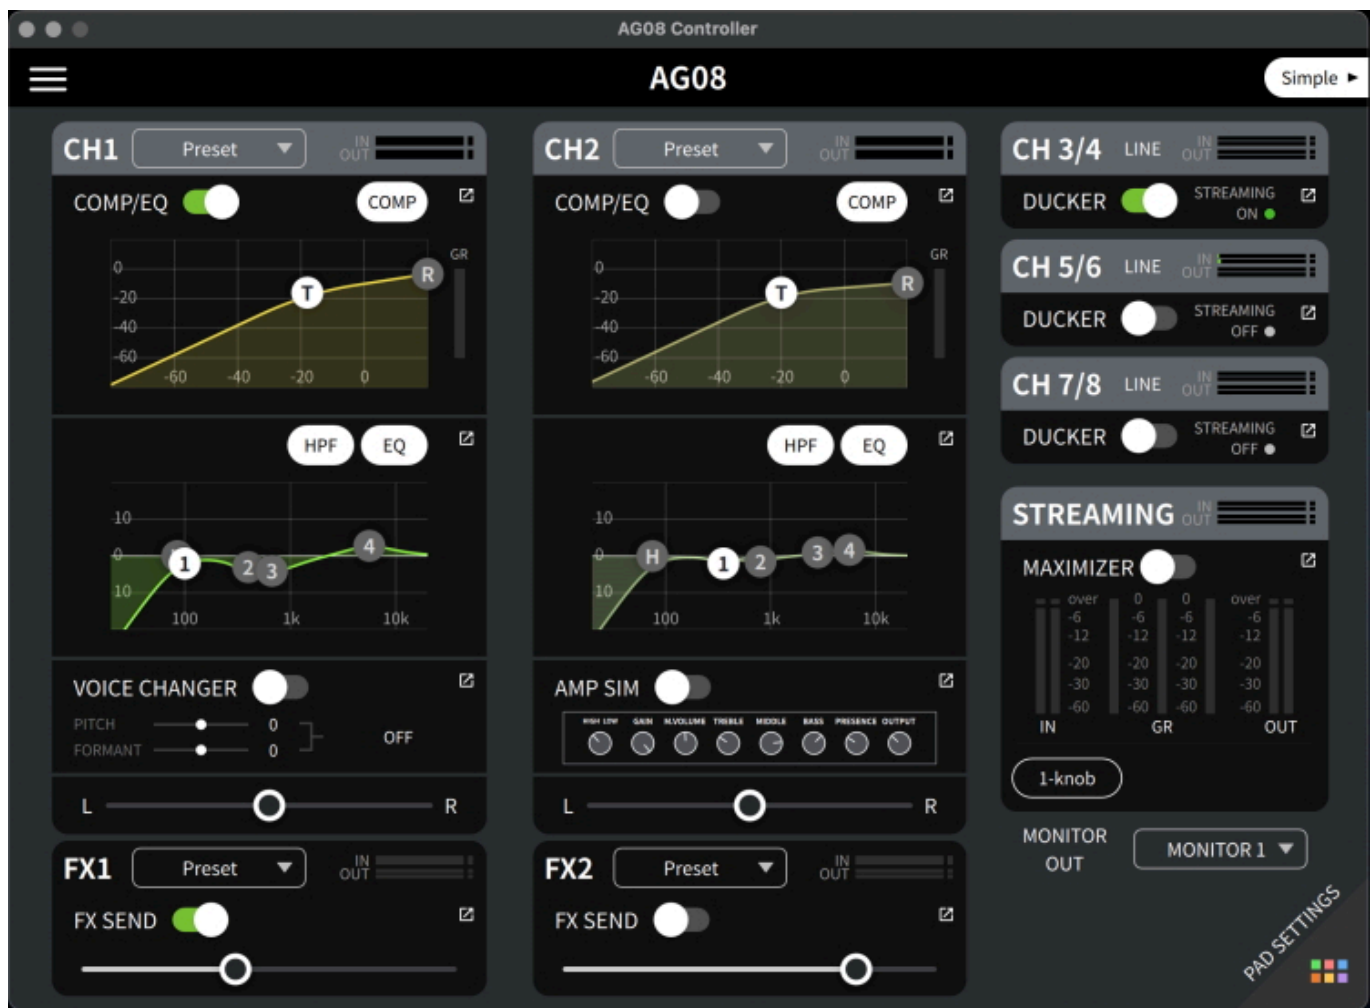 AG08 Controller
AG08
Simple
CH1 Preset IN OUT
COMP/EQ COMP
GR
0
-20
-40
-60
-60 -40 -20 0
T R
HPF EQ
10
0
10
100 1k 10k
1 2 3 4
VOICE CHANGER
PITCH 0
FORMANT 0
OFF
L R
FX1 Preset IN OUT
FX SEND
CH2 Preset IN OUT
COMP/EQ COMP
GR
0
-20
-40
-60
-60 -40 -20 0
T R
HPF EQ
10
0
10
100 1k 10k
H 1 2 3 4
AMP SIM
HIGH LOW GAIN N.VOLUME TREBLE MIDDLE BASS PRESENCE OUTPUT
L R
FX2 Preset IN OUT
FX SEND
CH 3/4 LINE IN OUT
DUCKER STREAMING ON
CH 5/6 LINE IN OUT
DUCKER STREAMING OFF
CH 7/8 LINE IN OUT
DUCKER STREAMING OFF
STREAMING IN OUT
MAXIMIZER
over 0 0 over
-6 -6 -6 -6
-12 -12 -12 -12
-20 -20 -20 -20
-30 -30 -30 -30
-60 -60 -60 -60
IN GR OUT
1-knob
MONITOR OUT MONITOR 1
PAD SETTINGS